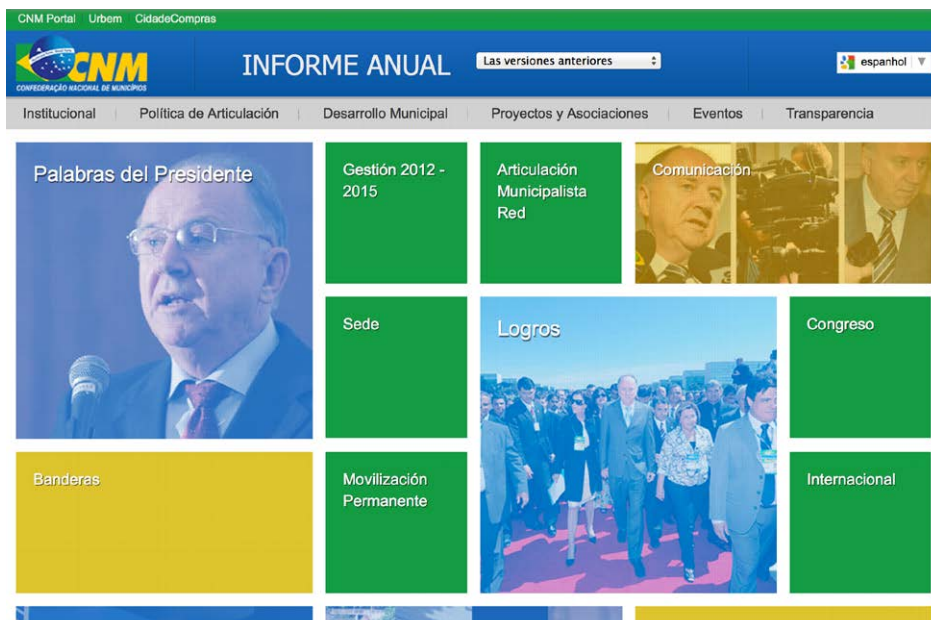 CNM Portal Urbem CidadeCompras
CNM
CONFEDERAÇÃO NACIONAL DE MUNICÍPIOS
INFORME ANUAL
Las versiones anteriores
espanhol
Institucional Política de Articulación Desarrollo Municipal Proyectos y Asociaciones Eventos Transparencia
Palabras del Presidente
Gestión 2012 -
2015
Articulación
Municipalista
Red
Comunicación
Sede
Logros
Congreso
Banderas
Movilización
Permanente
Internacional